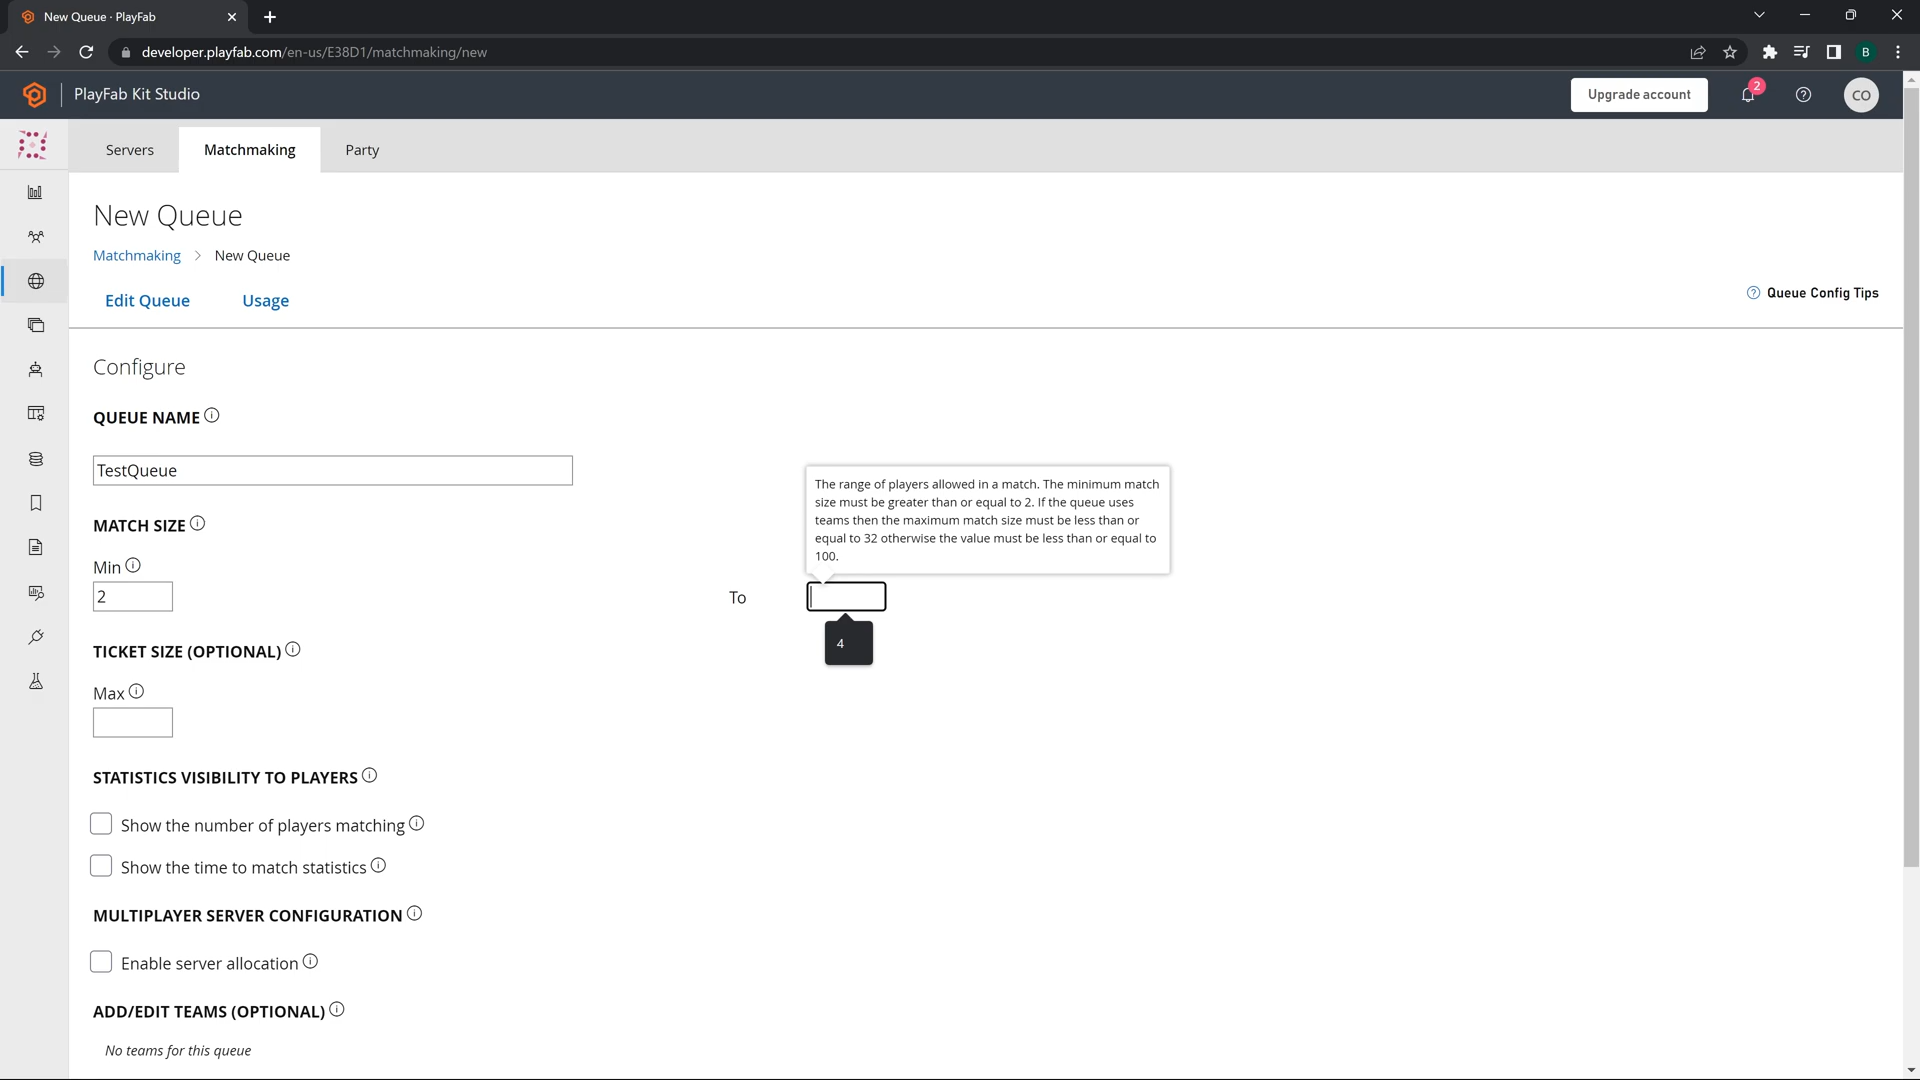 New Queue · PlayFab
developer.playfab.com/en-us/E38D1/matchmaking/new
B
PlayFab Kit Studio
Upgrade account
2
CO
Servers
Matchmaking
Party
New Queue
Matchmaking > New Queue
Edit Queue
Usage
Queue Config Tips
Configure
QUEUE NAME
TestQueue
The range of players allowed in a match. The minimum match
size must be greater than or equal to 2. If the queue uses
teams then the maximum match size must be less than or
equal to 32 otherwise the value must be less than or equal to
100.
MATCH SIZE
Min
2
To
4
TICKET SIZE (OPTIONAL)
Max
STATISTICS VISIBILITY TO PLAYERS
Show the number of players matching
Show the time to match statistics
MULTIPLAYER SERVER CONFIGURATION
Enable server allocation
ADD/EDIT TEAMS (OPTIONAL)
No teams for this queue